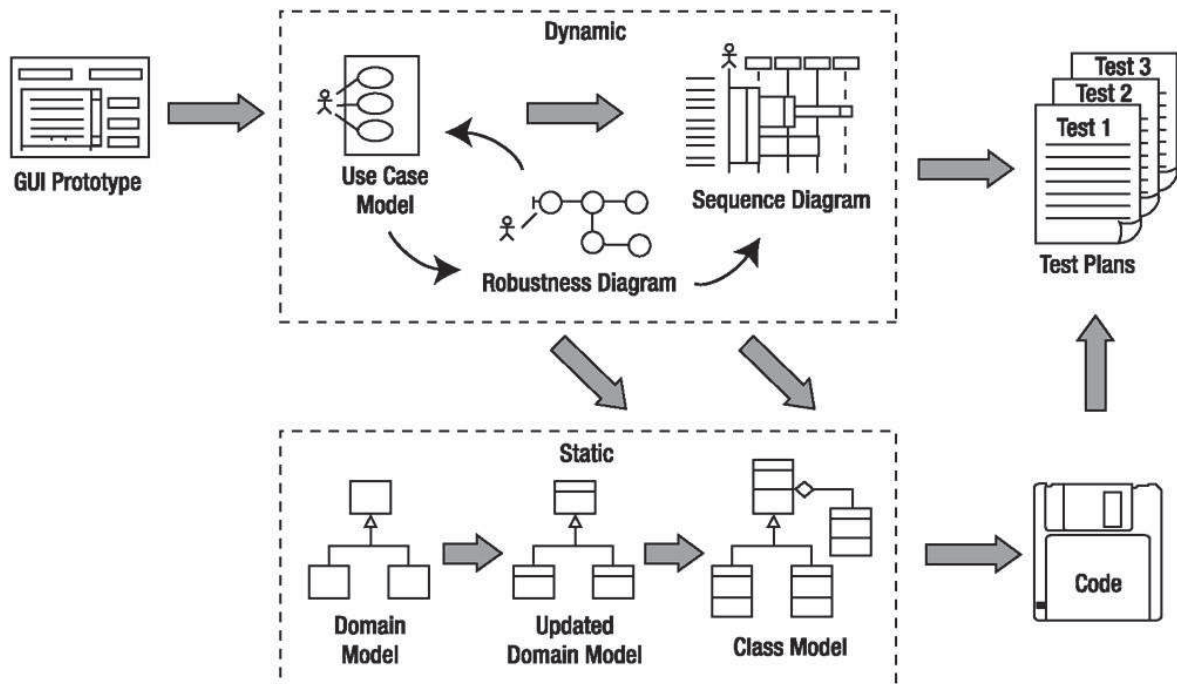 Dynamic
GUI Prototype
Use Case
Model
Robustness Diagram
Sequence Diagram
Test 3
Test 2
Test 1
Test Plans
Static
Domain
Model
Updated
Domain Model
Class Model
Code